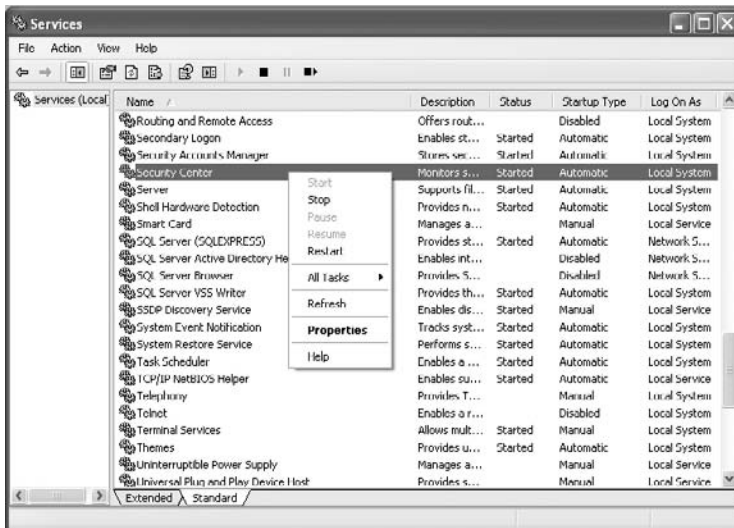 Services
File Action View Help
Services (Local
Name Description Status Startup Type Log On As
Routing and Remote Access Offers rout... Disabled Local System
Secondary Logon Enables st... Started Automatic Local System
Security Accounts Manager Stores sec... Started Automatic Local System
Security Center Monitors s... Started Automatic Local System
Server Supports fil... Started Automatic Local System
Shell Hardware Detection Provides n... Started Automatic Local System
Smart Card Manages a... Manual Local Service
SQL Server (SQLEXPRESS) Provides st... Started Automatic Network S...
SQL Server Active Directory He Enables int... Disabled Network S...
SQL Server Browser Provides S... Disabled Network S...
SQL Server VSS Writer Provides th... Started Automatic Local System
SSDP Discovery Service Enables dis... Started Manual Local Service
System Event Notification Tracks syst... Started Automatic Local System
System Restore Service Performs s... Started Automatic Local System
Task Scheduler Enables a ... Started Automatic Local System
TCP/IP NetBIOS Helper Enables su... Started Automatic Local Service
Telephony Provides T... Manual Local System
Telnet Enables a r... Disabled Local System
Terminal Services Allows mult... Started Manual Local System
Themes Provides u... Started Automatic Local System
Uninterruptible Power Supply Manages a... Manual Local Service
Universal Plug and Play Device Host Provides s... Manual Local Service
Start
Stop
Pause
Resume
Restart
All Tasks
Refresh
Properties
Help
Extended Standard